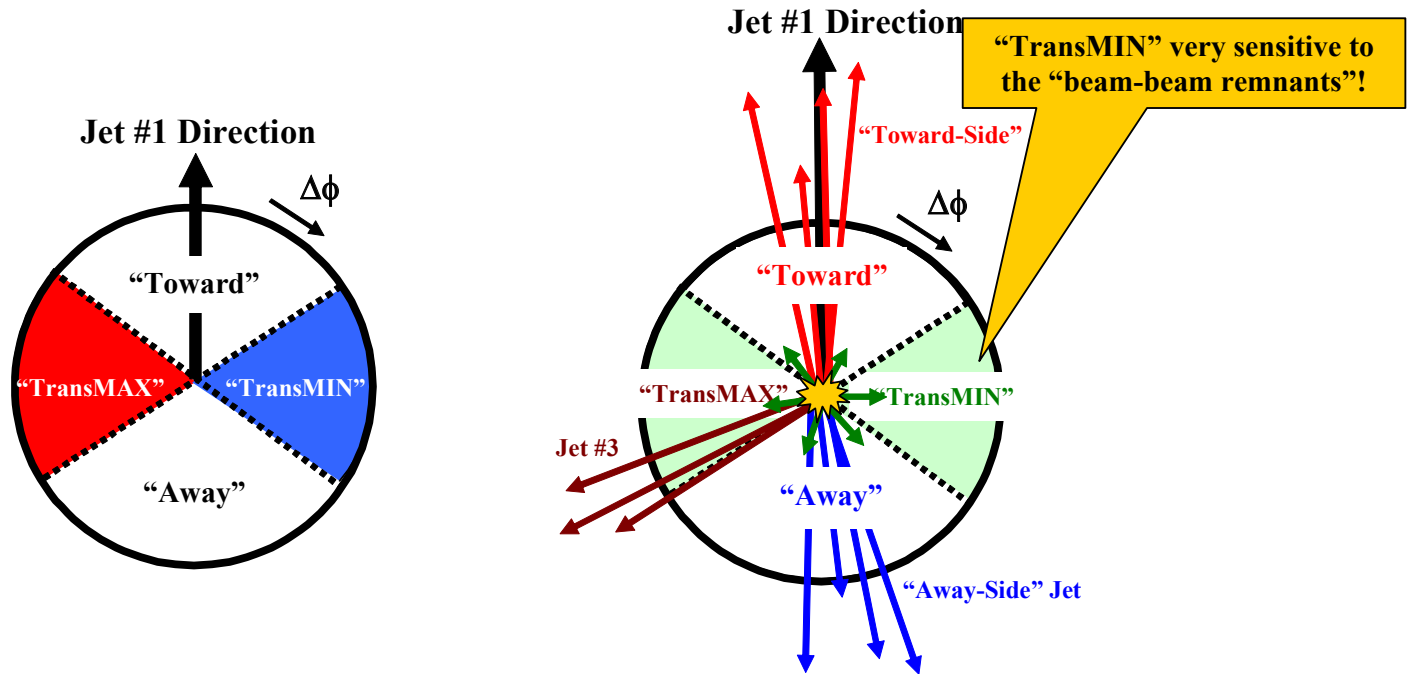 Jet #1 Direction
Δϕ
“Toward”
“TransMAX”
“TransMIN”
“Away”
Jet #1 Direction
“TransMIN” very sensitive to
the “beam-beam remnants”!
“Toward-Side”
Δϕ
“Toward”
“TransMAX”
“TransMIN”
Jet #3
“Away”
“Away-Side” Jet